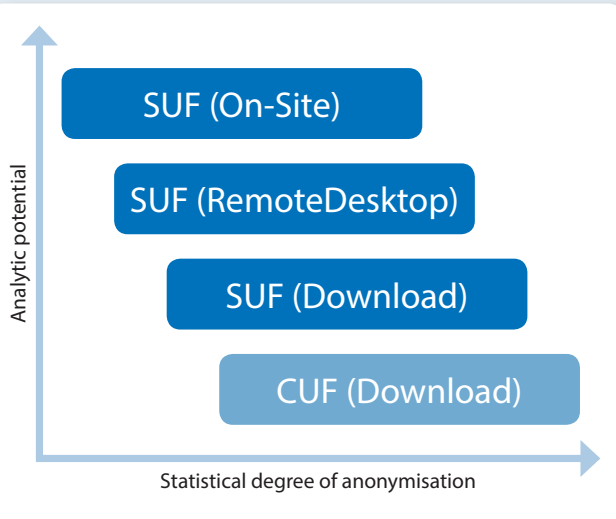 SUF (On-Site)
SUF (RemoteDesktop)
SUF (Download)
CUF (Download)
Analytic potential
Statistical degree of anonymisation